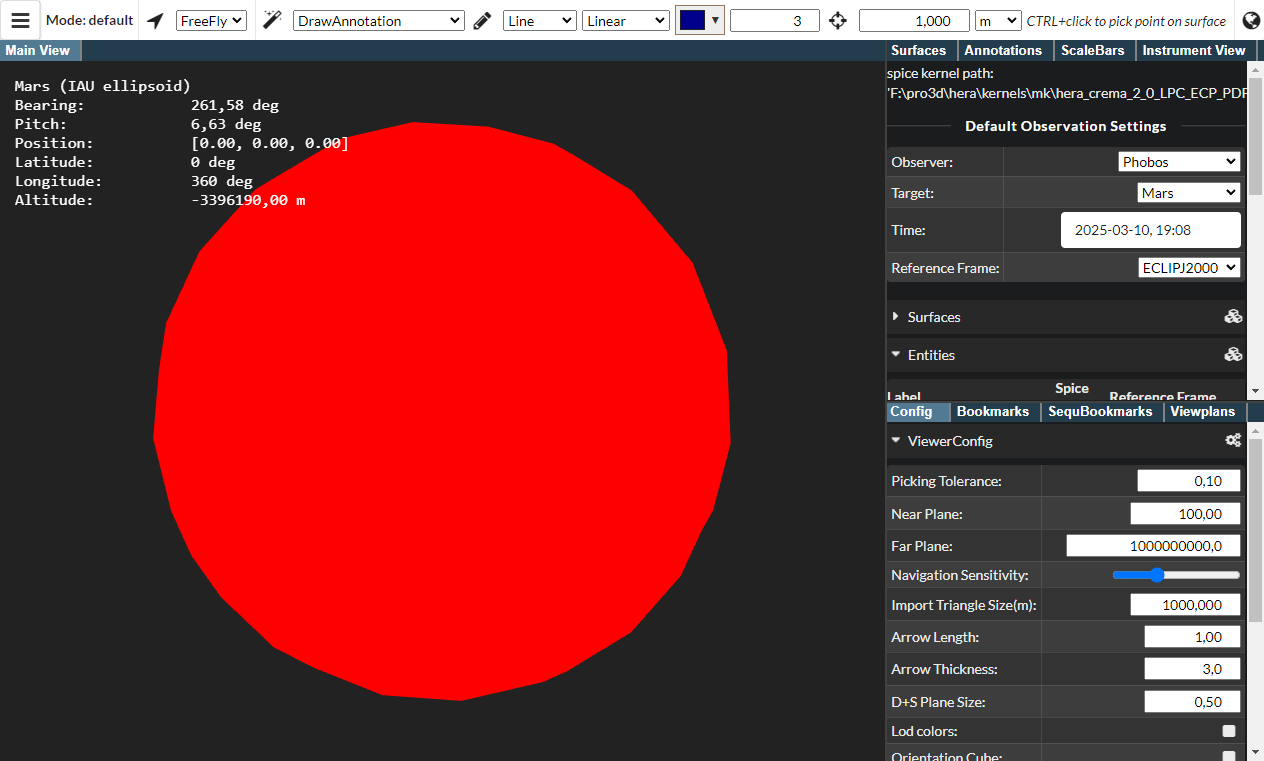 Mode: default FreeFly DrawAnnotation Line Linear 3 1,000 m CTRL+click to pick point on surface
Main View
Mars (IAU ellipsoid)
Bearing: 261,58 deg
Pitch: 6,63 deg
Position: [0.00, 0.00, 0.00]
Latitude: 0 deg
Longitude: 360 deg
Altitude: -3396190,00 m
Surfaces Annotations ScaleBars Instrument View
spice kernel path:
'F:\pro3d\hera\kernels\mk\hera_crema_2_0_LPC_ECP_PDP
Default Observation Settings
Observer: Phobos
Target: Mars
Time: 2025-03-10, 19:08
Reference Frame: ECLIPJ2000
Surfaces
Entities
Label Spice Reference Frame
Config Bookmarks SequBookmarks Viewplans
ViewerConfig
Picking Tolerance: 0,10
Near Plane: 100,00
Far Plane: 1000000000,0
Navigation Sensitivity:
Import Triangle Size(m): 1000,000
Arrow Length: 1,00
Arrow Thickness: 3,0
D+S Plane Size: 0,50
Lod colors:
Orientation Cube: